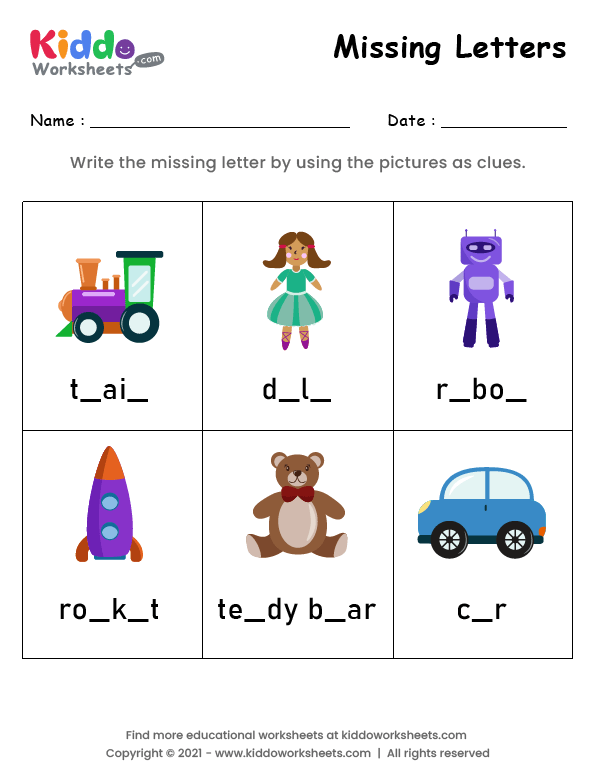 Kiddo
Worksheets.com
Missing Letters
Name : ____________________ Date : __________
Write the missing letter by using the pictures as clues.
t_ai_ d_l_ r_bo_
ro_k_t te_dy b_ar c_r
Find more educational worksheets at kiddoworksheets.com
Copyright © 2021 - www.kiddoworksheets.com | All rights reserved